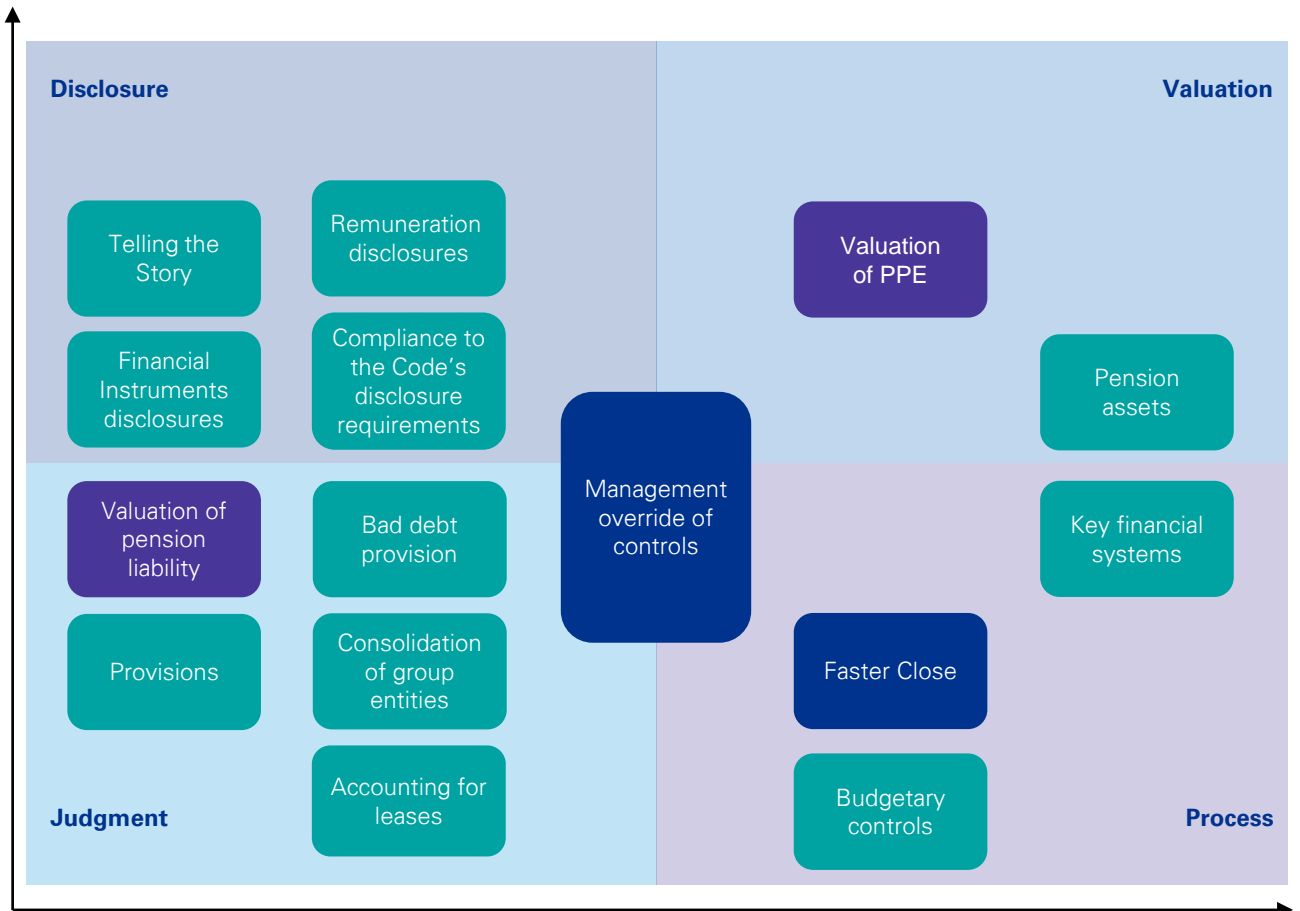 Disclosure
Valuation
Telling the
Story
Remuneration
disclosures
Valuation
of PPE
Financial
Instruments
disclosures
Compliance to
the Code’s
disclosure
requirements
Pension
assets
Management
override of
controls
Valuation of
pension
liability
Bad debt
provision
Key financial
systems
Provisions
Consolidation
of group
entities
Faster Close
Accounting for
leases
Budgetary
controls
Judgment
Process